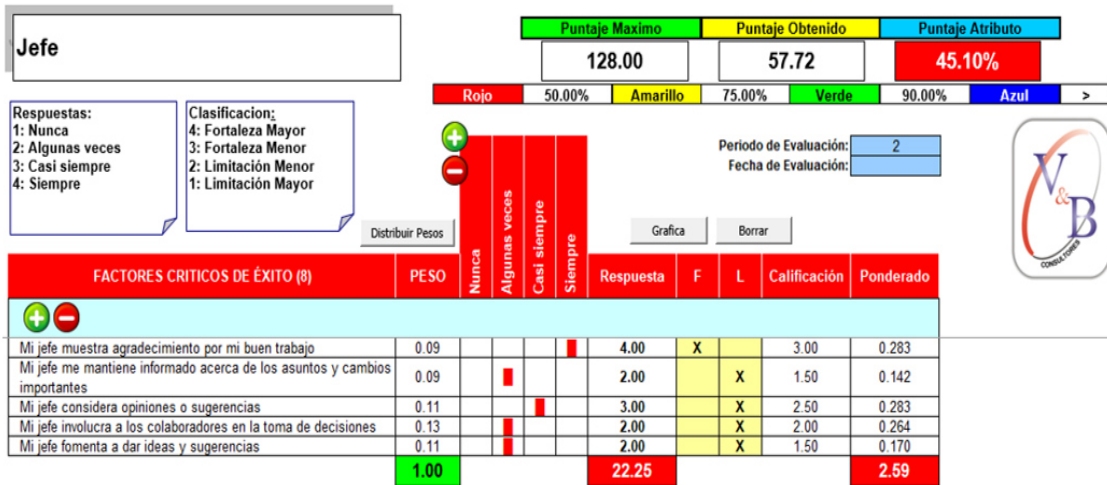 Jefe
Puntaje Maximo Puntaje Obtenido Puntaje Atributo
128.00 57.72 45.10%
Rojo 50.00% Amarillo 75.00% Verde 90.00% Azul >
Respuestas:
1: Nunca
2: Algunas veces
3: Casi siempre
4: Siempre
Clasificacion:
4: Fortaleza Mayor
3: Fortaleza Menor
2: Limitación Menor
1: Limitación Mayor
Periodo de Evaluación: 2
Fecha de Evaluación:
V&B
CONSULTORES
Distribuir Pesos
Grafica
Borrar
FACTORES CRITICOS DE ÉXITO (8) PESO Nunca Algunas veces Casi siempre Siempre Respuesta F L Calificación Ponderado
Mi jefe muestra agradecimiento por mi buen trabajo 0.09 4.00 X 3.00 0.283
Mi jefe me mantiene informado acerca de los asuntos y cambios
importantes 0.09 2.00 X 1.50 0.142
Mi jefe considera opiniones o sugerencias 0.11 3.00 X 2.50 0.283
Mi jefe involucra a los colaboradores en la toma de decisiones 0.13 2.00 X 2.00 0.264
Mi jefe fomenta a dar ideas y sugerencias 0.11 2.00 X 1.50 0.170
1.00 22.25 2.59